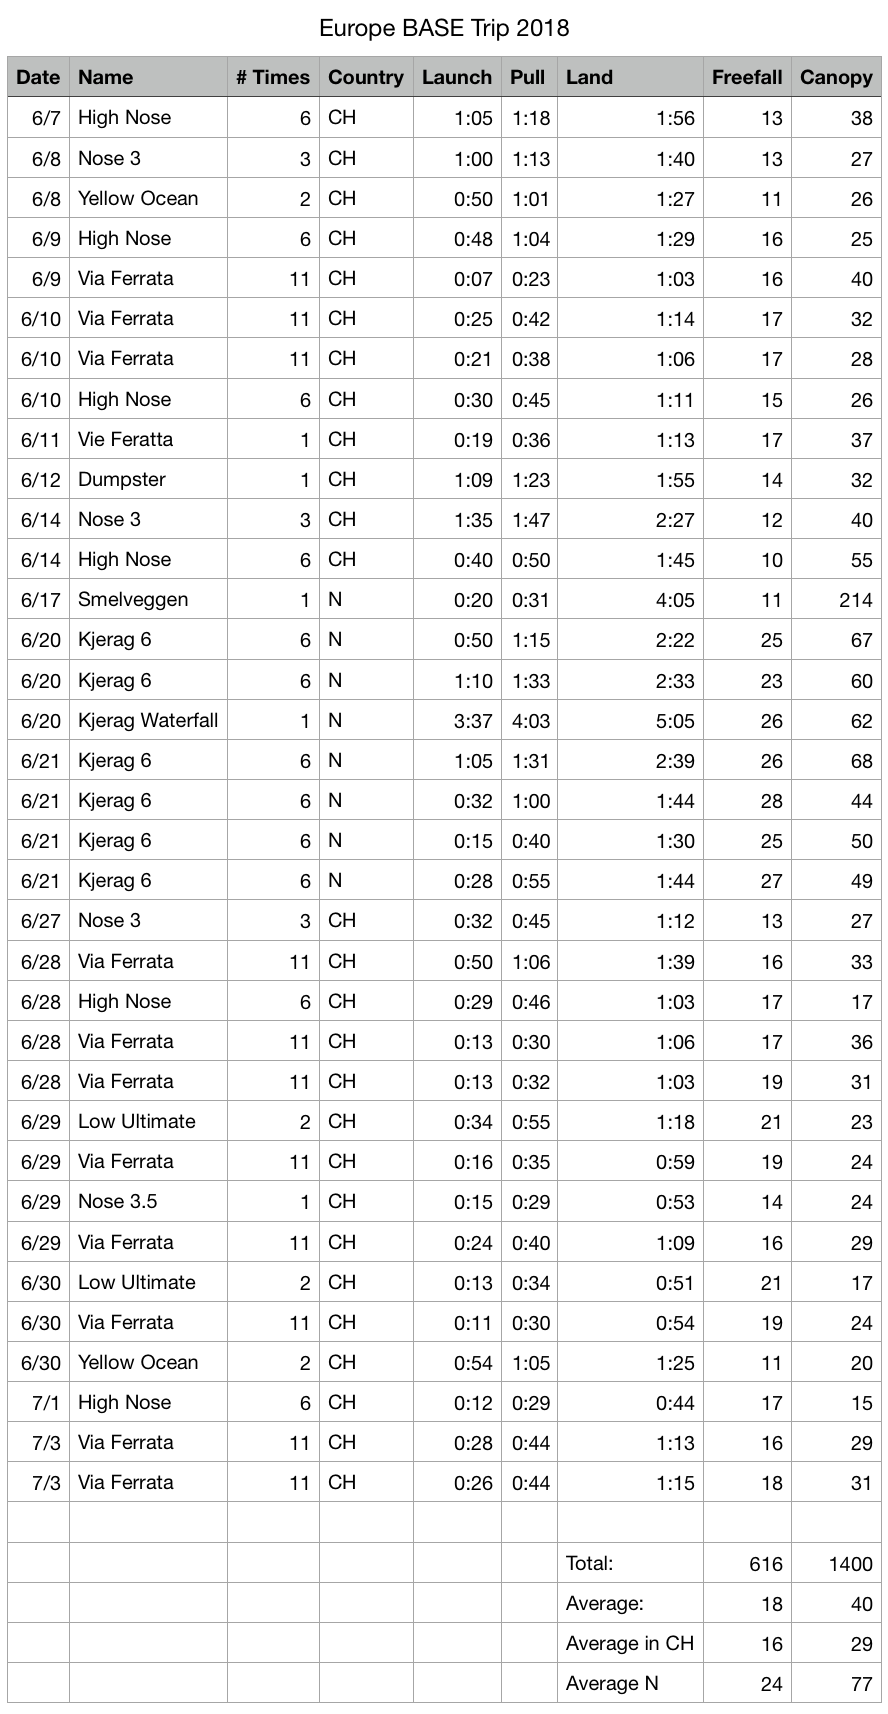 Europe BASE Trip 2018
Date Name # Times Country Launch Pull Land Freefall Canopy
6/7 High Nose 6 CH 1:05 1:18 1:56 13 38
6/8 Nose 3 3 CH 1:00 1:13 1:40 13 27
6/8 Yellow Ocean 2 CH 0:50 1:01 1:27 11 26
6/9 High Nose 6 CH 0:48 1:04 1:29 16 25
6/9 Via Ferrata 11 CH 0:07 0:23 1:03 16 40
6/10 Via Ferrata 11 CH 0:25 0:42 1:14 17 32
6/10 Via Ferrata 11 CH 0:21 0:38 1:06 17 28
6/10 High Nose 6 CH 0:30 0:45 1:11 15 26
6/11 Vie Feratta 1 CH 0:19 0:36 1:13 17 37
6/12 Dumpster 1 CH 1:09 1:23 1:55 14 32
6/14 Nose 3 3 CH 1:35 1:47 2:27 12 40
6/14 High Nose 6 CH 0:40 0:50 1:45 10 55
6/17 Smelveggen 1 N 0:20 0:31 4:05 11 214
6/20 Kjerag 6 6 N 0:50 1:15 2:22 25 67
6/20 Kjerag 6 6 N 1:10 1:33 2:33 23 60
6/20 Kjerag Waterfall 1 N 3:37 4:03 5:05 26 62
6/21 Kjerag 6 6 N 1:05 1:31 2:39 26 68
6/21 Kjerag 6 6 N 0:32 1:00 1:44 28 44
6/21 Kjerag 6 6 N 0:15 0:40 1:30 25 50
6/21 Kjerag 6 6 N 0:28 0:55 1:44 27 49
6/27 Nose 3 3 CH 0:32 0:45 1:12 13 27
6/28 Via Ferrata 11 CH 0:50 1:06 1:39 16 33
6/28 High Nose 6 CH 0:29 0:46 1:03 17 17
6/28 Via Ferrata 11 CH 0:13 0:30 1:06 17 36
6/28 Via Ferrata 11 CH 0:13 0:32 1:03 19 31
6/29 Low Ultimate 2 CH 0:34 0:55 1:18 21 23
6/29 Via Ferrata 11 CH 0:16 0:35 0:59 19 24
6/29 Nose 3.5 1 CH 0:15 0:29 0:53 14 24
6/29 Via Ferrata 11 CH 0:24 0:40 1:09 16 29
6/30 Low Ultimate 2 CH 0:13 0:34 0:51 21 17
6/30 Via Ferrata 11 CH 0:11 0:30 0:54 19 24
6/30 Yellow Ocean 2 CH 0:54 1:05 1:25 11 20
7/1 High Nose 6 CH 0:12 0:29 0:44 17 15
7/3 Via Ferrata 11 CH 0:28 0:44 1:13 16 29
7/3 Via Ferrata 11 CH 0:26 0:44 1:15 18 31
Total: 616 1400
Average: 18 40
Average in CH 16 29
Average N 24 77